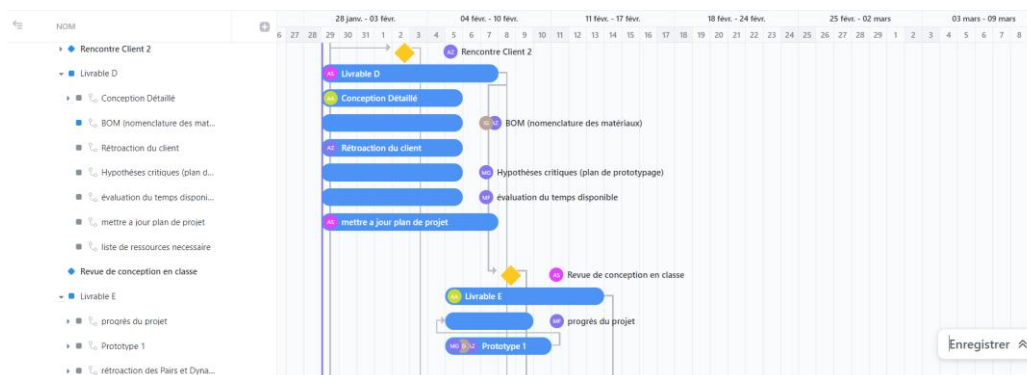 NOM
28 janv. - 03 févr. 04 févr. - 10 févr. 11 févr. - 17 févr. 18 févr. - 24 févr. 25 févr. - 02 mars 03 mars - 09 mars
6 27 28 29 30 31 1 2 3 4 5 6 7 8 9 10 11 12 13 14 15 16 17 18 19 20 21 22 23 24 25 26 27 28 29 1 2 3 4 5 6 7 8
Rencontre Client 2 AZ Rencontre Client 2
Livrable D AS Livrable D
Conception Détaillé AA Conception Détaillé
BOM (nomenclature des mat... AZ BOM (nomenclature des matériaux)
Rétroaction du client AZ Rétroaction du client
Hypothéses critiques (plan d... MG Hypothéses critiques (plan de prototypage)
évaluation du temps disponi... MF évaluation du temps disponible
mettre a jour plan de projet AS mettre a jour plan de projet
liste de ressources necessaire
Revue de conception en classe AS Revue de conception en classe
Livrable E AA Livrable E
progrés du projet MF progrés du projet
Prototype 1 MG AZ Prototype 1
Enregistrer
rétroaction des Pairs et Dyna...